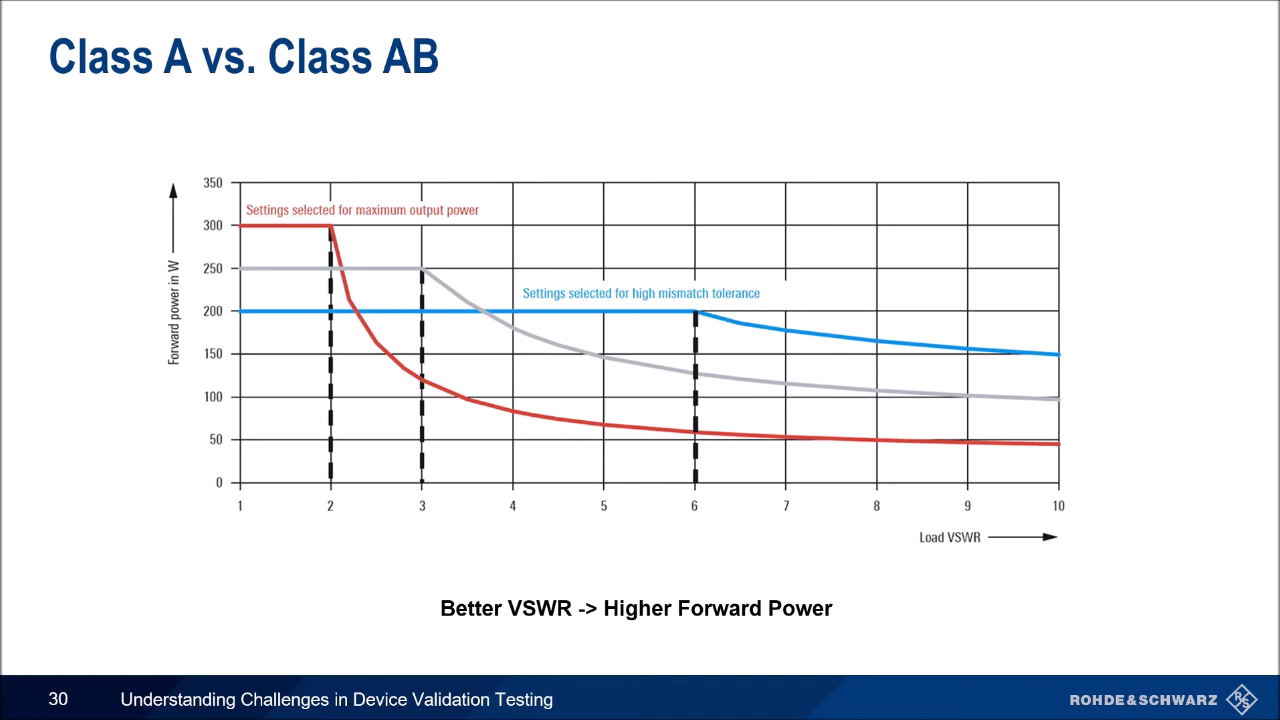 Class A vs. Class AB
350
Settings selected for maximum output power
300
250
Settings selected for high mismatch tolerance
200
150
100
50
0
Forward power in W
1 2 3 4 5 6 7 8 9 10
Load VSWR
Better VSWR -> Higher Forward Power
30 Understanding Challenges in Device Validation Testing
ROHDE&SCHWARZ R&S